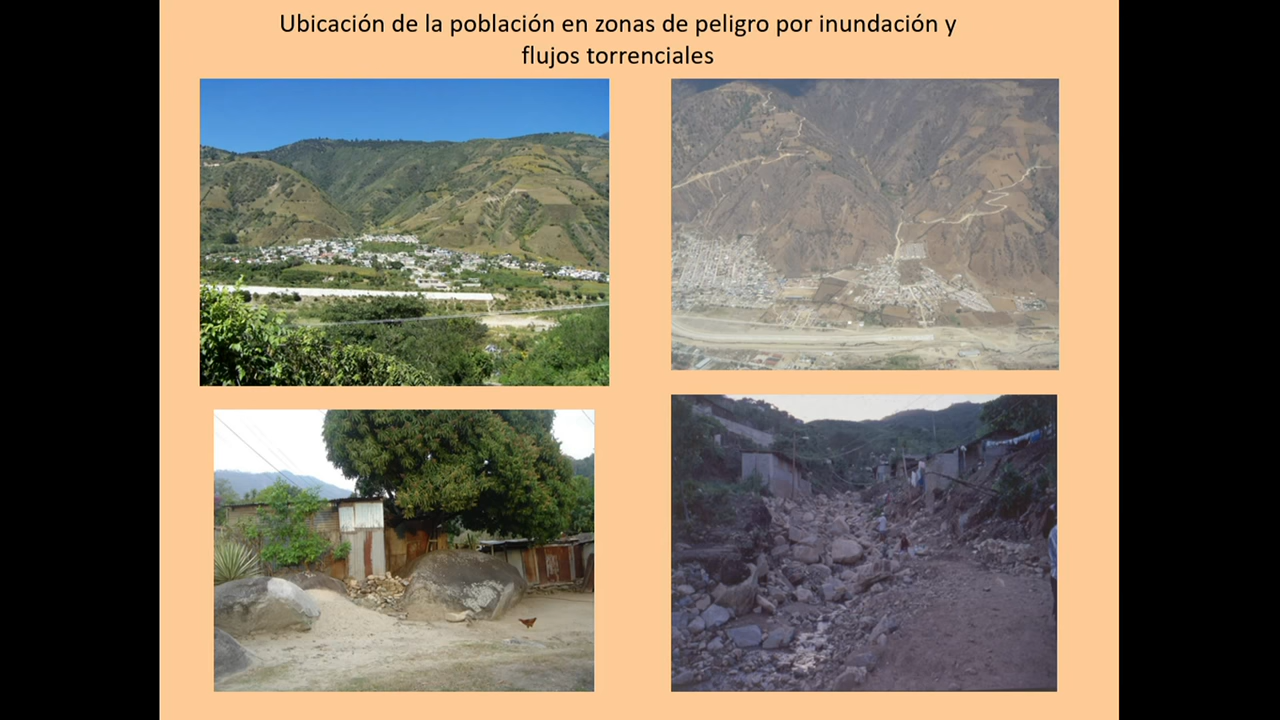 Ubicación de la población en zonas de peligro por inundación y
flujos torrenciales